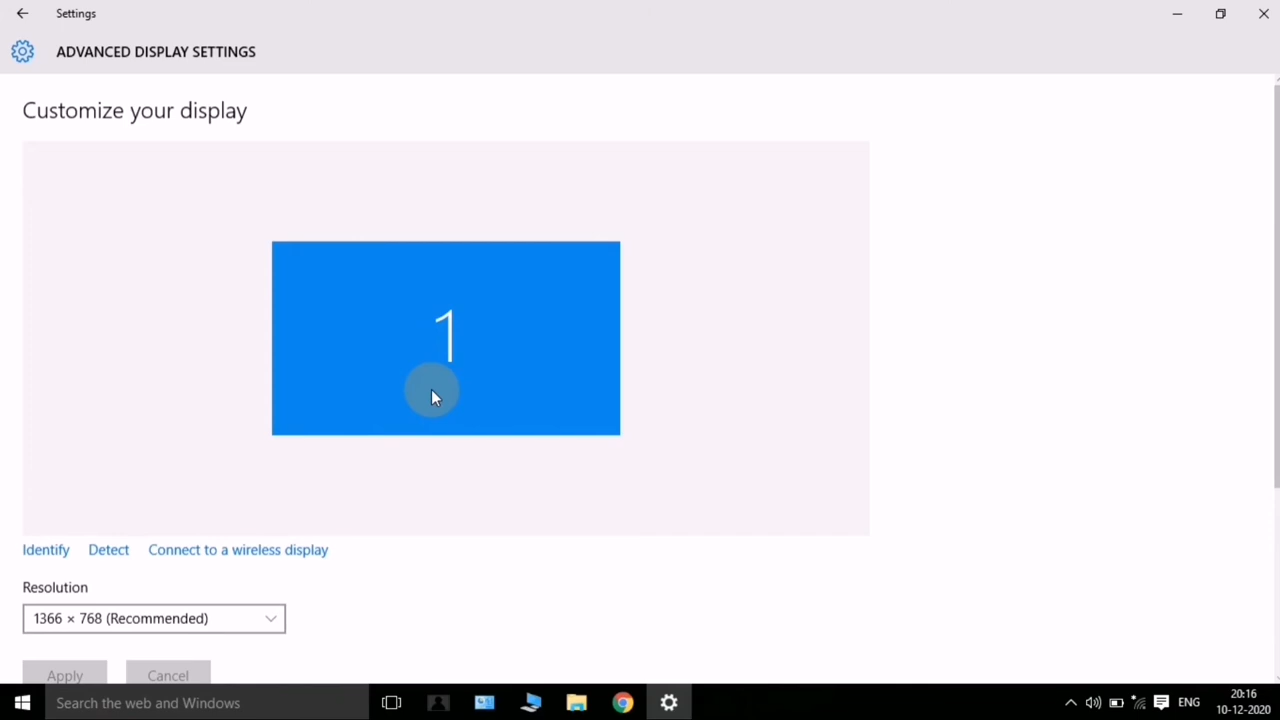 Settings
ADVANCED DISPLAY SETTINGS
Customize your display
1
Identify Detect Connect to a wireless display
Resolution
1366 × 768 (Recommended)
Apply Cancel
Search the web and Windows
ENG
20:16
10-12-2020